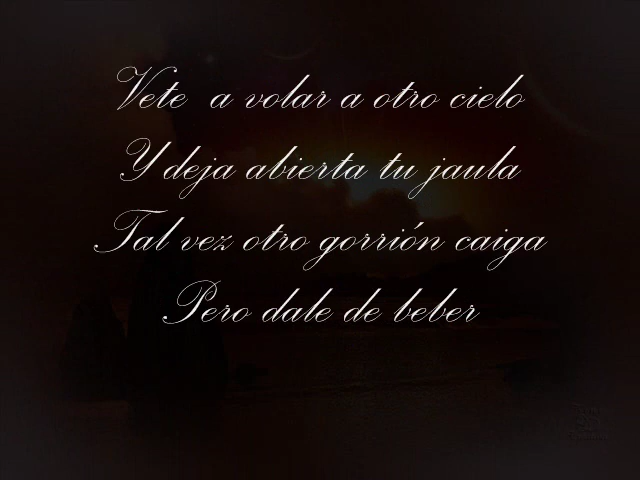 Vete a volar a otro cielo
Y deja abierta tu jaula
Tal vez otro gorrión caiga
Pero dale de beber